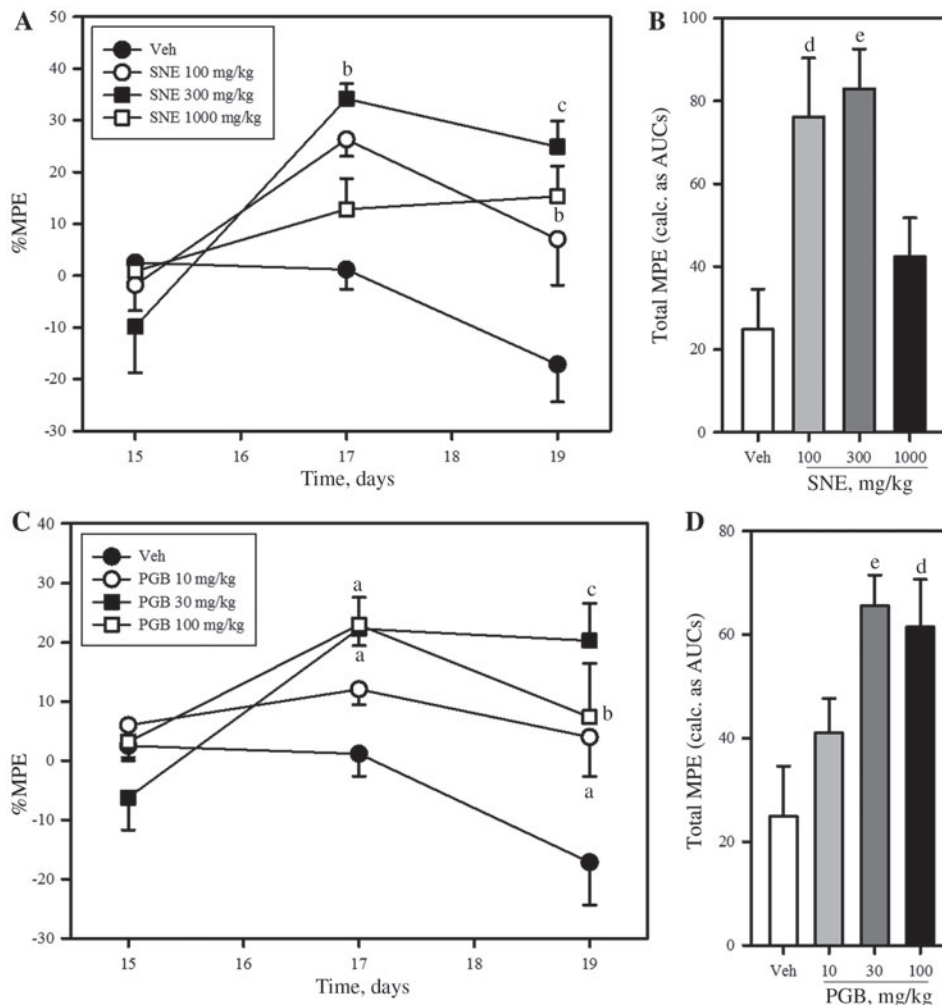 A
50
40
30
20
10
0
-10
-20
-30
%MPE
Veh
SNE 100 mg/kg
SNE 300 mg/kg
SNE 1000 mg/kg
b
c
b
15 16 17 18 19
Time, days
B
100
80
60
40
20
0
Total MPE (calc. as AUCs)
d e
Veh 100 300 1000
SNE, mg/kg
C
40
30
20
10
0
-10
-20
-30
%MPE
Veh
PGB 10 mg/kg
PGB 30 mg/kg
PGB 100 mg/kg
a
c
a
b
a
15 16 17 18 19
Time, days
D
80
60
40
20
0
Total MPE (calc. as AUCs)
e d
Veh 10 30 100
PGB, mg/kg